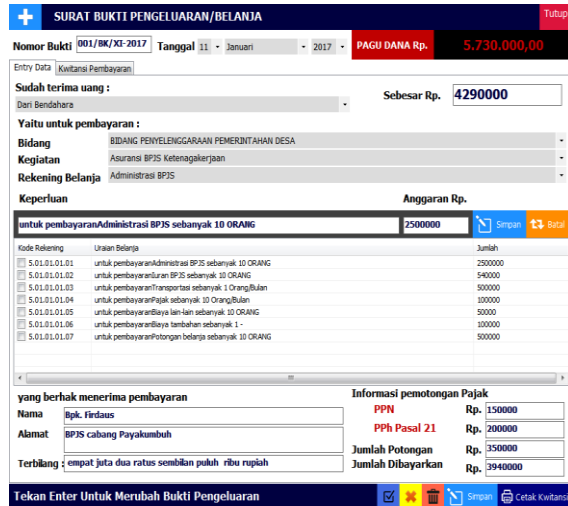 SURAT BUKTI PENGELUARAN/BELANJA Tutup
Nomor Bukti 001/BK/XI-2017 Tanggal 11 - Januari - 2017 - PAGU DANA Rp. 5.730.000,00
Entry Data Kwitansi Pembayaran
Sudah terima uang :
Dari Bendahara
Sebesar Rp. 4290000
Yaitu untuk pembayaran :
Bidang BIDANG PENYELENGGARAAN PEMERINTAHAN DESA
Kegiatan Asuransi BPJS Ketenagakerjaan
Rekening Belanja Administrasi BPJS
Keperluan Anggaran Rp.
untuk pembayaranAdministrasi BPJS sebanyak 10 ORANG 2500000 Simpan Batal
Kode Rekening Uraian Belanja Jumlah
5.01.01.01.01 untuk pembayaranAdministrasi BPJS sebanyak 10 ORANG 2500000
5.01.01.01.02 untuk pembayaranIuran BPJS sebanyak 10 ORANG 540000
5.01.01.01.03 untuk pembayaranTransportasi sebanyak 1 Orang/Bulan 500000
5.01.01.01.04 untuk pembayaranPajak sebanyak 10 Orang/Bulan 100000
5.01.01.01.05 untuk pembayaranBiaya lain-lain sebanyak 10 ORANG 50000
5.01.01.01.06 untuk pembayaranBiaya tambahan sebanyak 1 - 100000
5.01.01.01.07 untuk pembayaranPotongan belanja sebanyak 10 ORANG 500000
yang berhak menerima pembayaran
Nama Bpk. Firdaus
Alamat BPJS cabang Payakumbuh
Terbilang : empat juta dua ratus sembilan puluh ribu rupiah
Informasi pemotongan Pajak
PPN Rp. 150000
PPh Pasal 21 Rp. 200000
Jumlah Potongan Rp. 350000
Jumlah Dibayarkan Rp. 3940000
Tekan Enter Untuk Merubah Bukti Pengeluaran Simpan Cetak Kwitansi